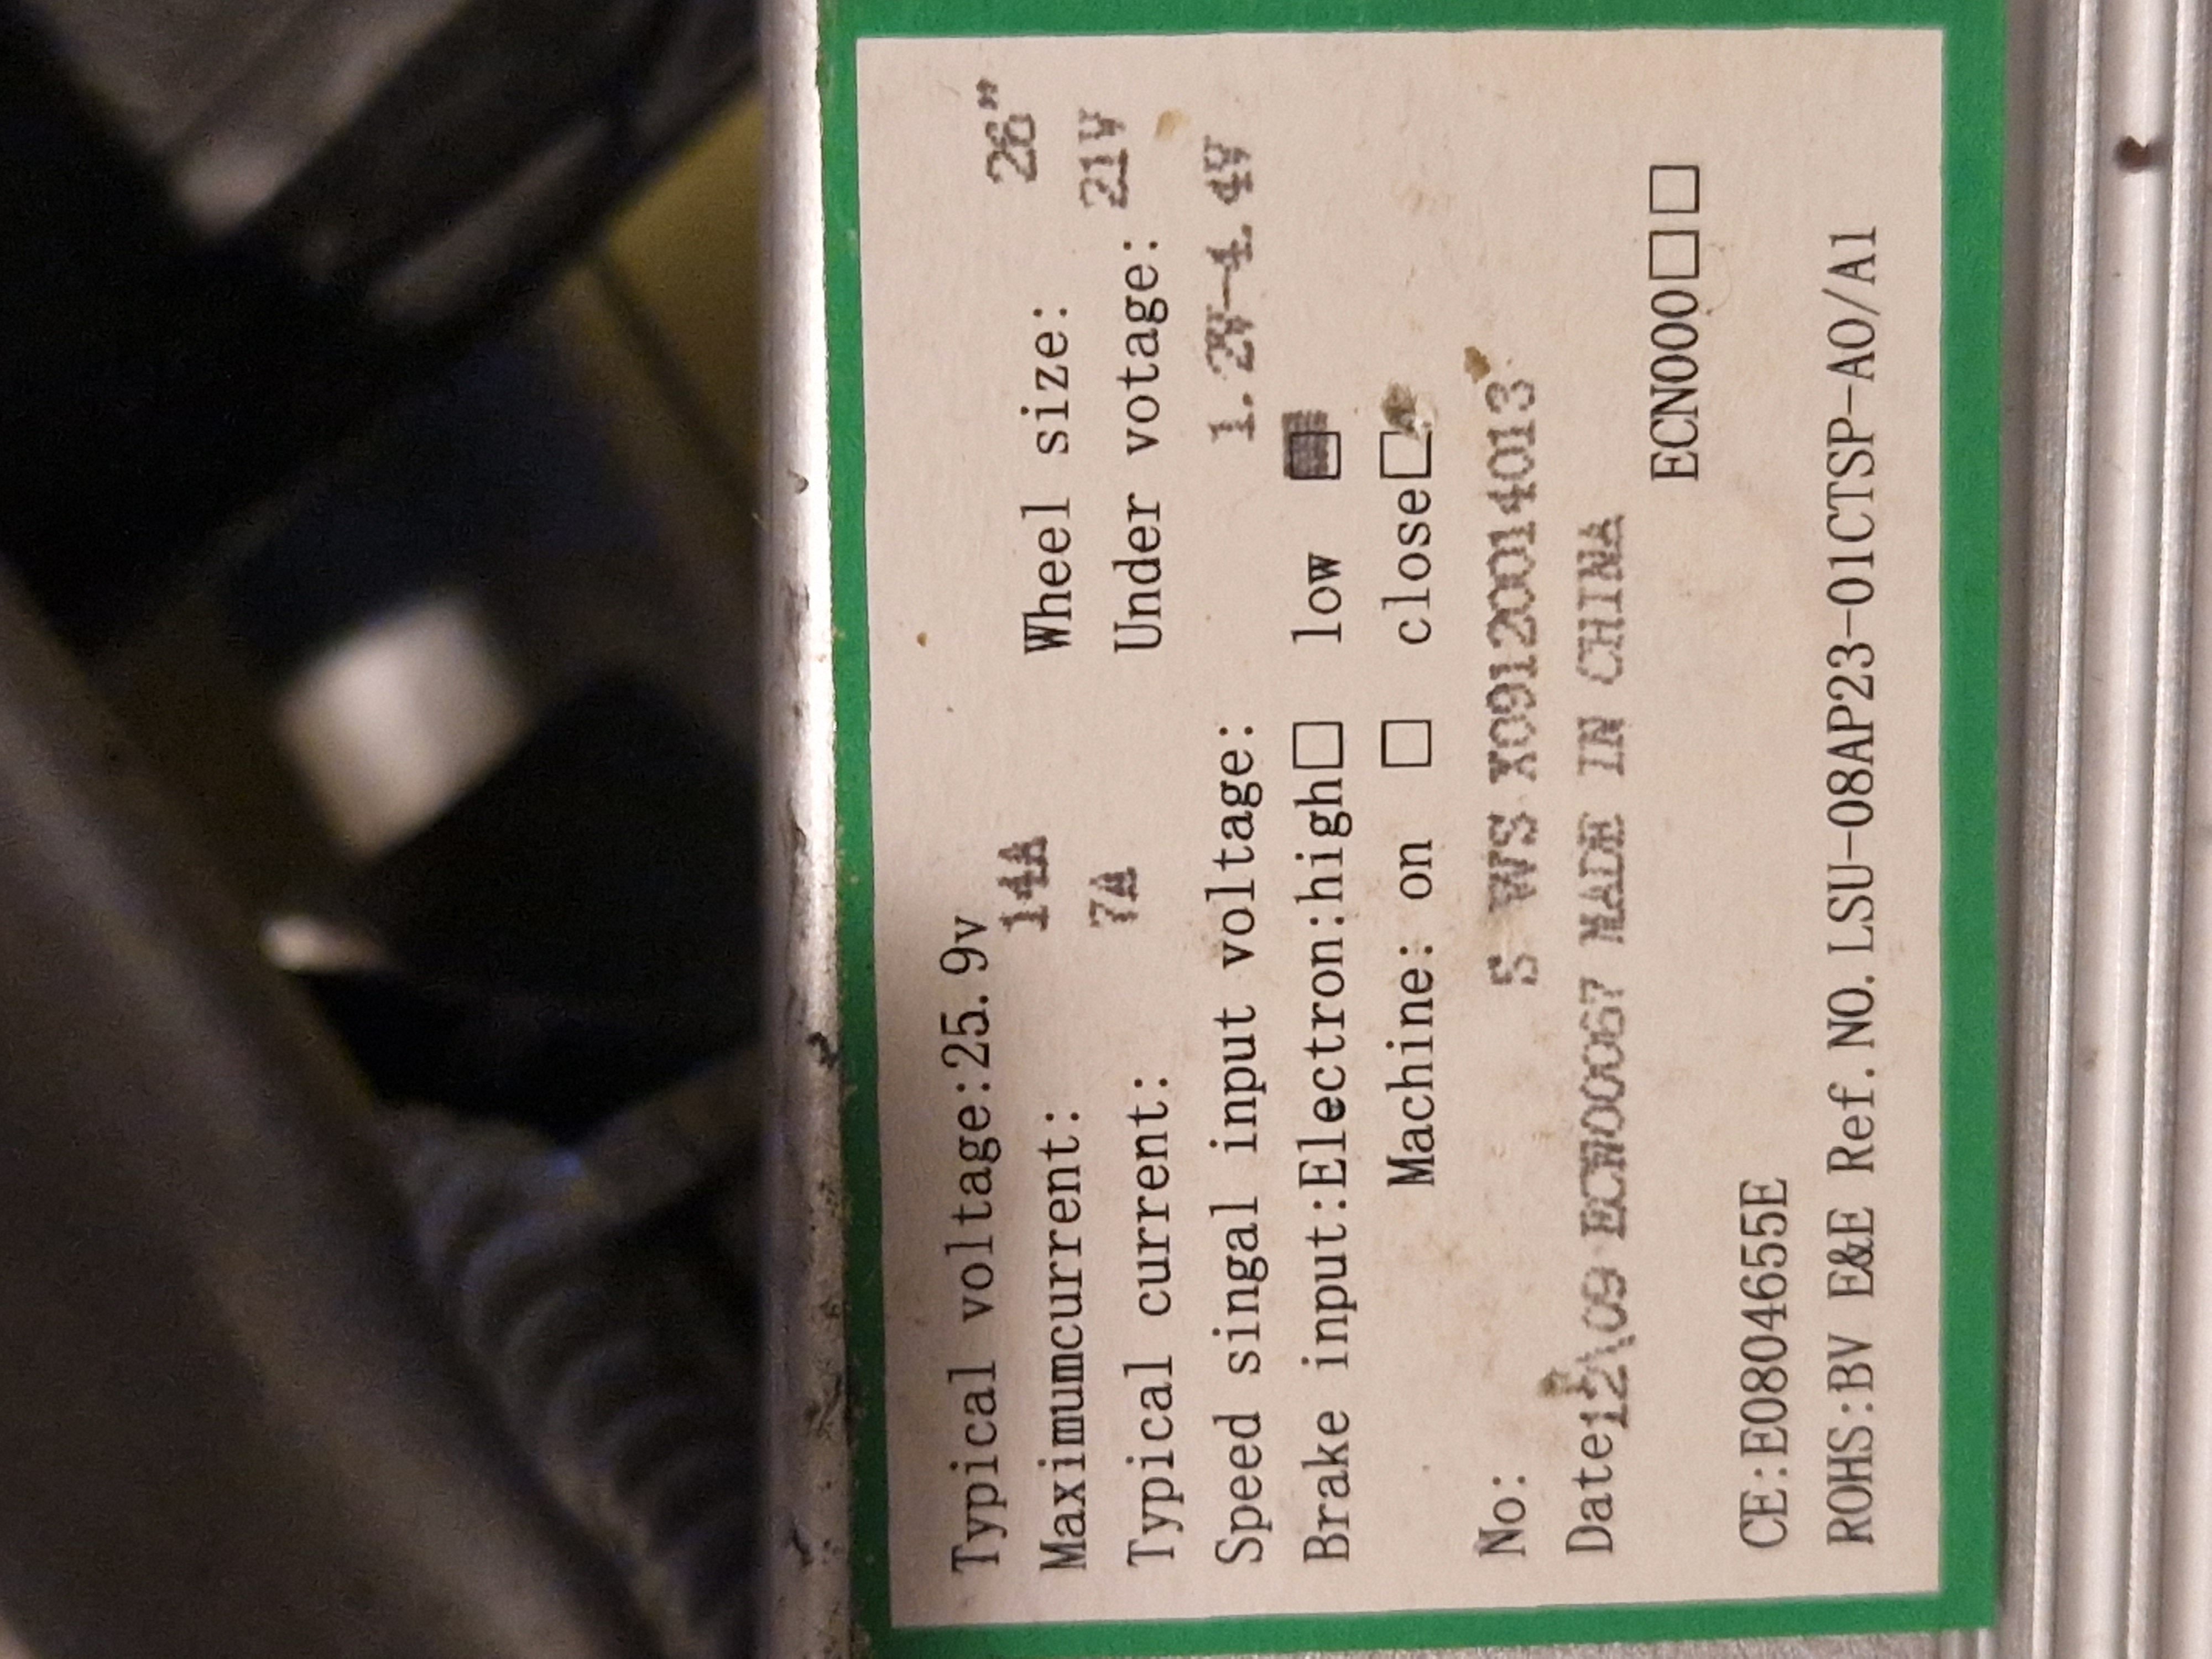 Typical voltage:25.9v
Maximumcurrent: 14A Wheel size: 26"
Typical current: 7A Under votage: 21V
Speed singal input voltage: 1.2V-4.4V
Brake input:Electron:high□ low ■
Machine: on □ close□
No: S WS X09120014013
Date12\09 ECN00067 MADE IN CHINA
ECN000□□
CE:E0804655E
ROHS:BV E&E Ref.NO.LSU-08AP23-01CTSP-A0/A1